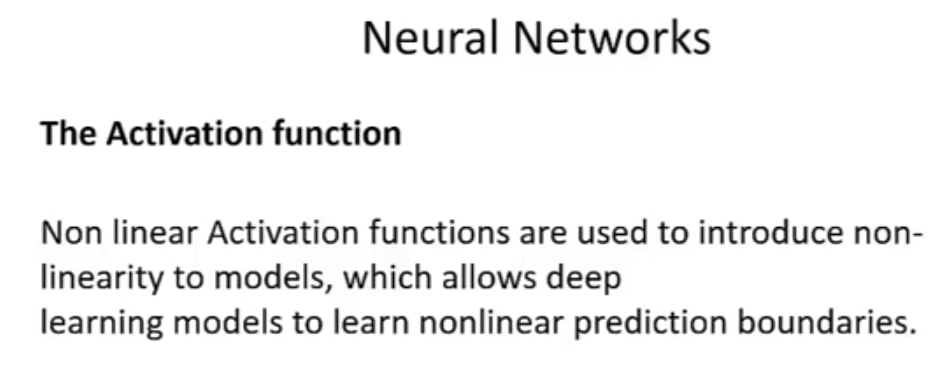 Neural Networks
The Activation function
Non linear Activation functions are used to introduce non-
linearity to models, which allows deep
learning models to learn nonlinear prediction boundaries.